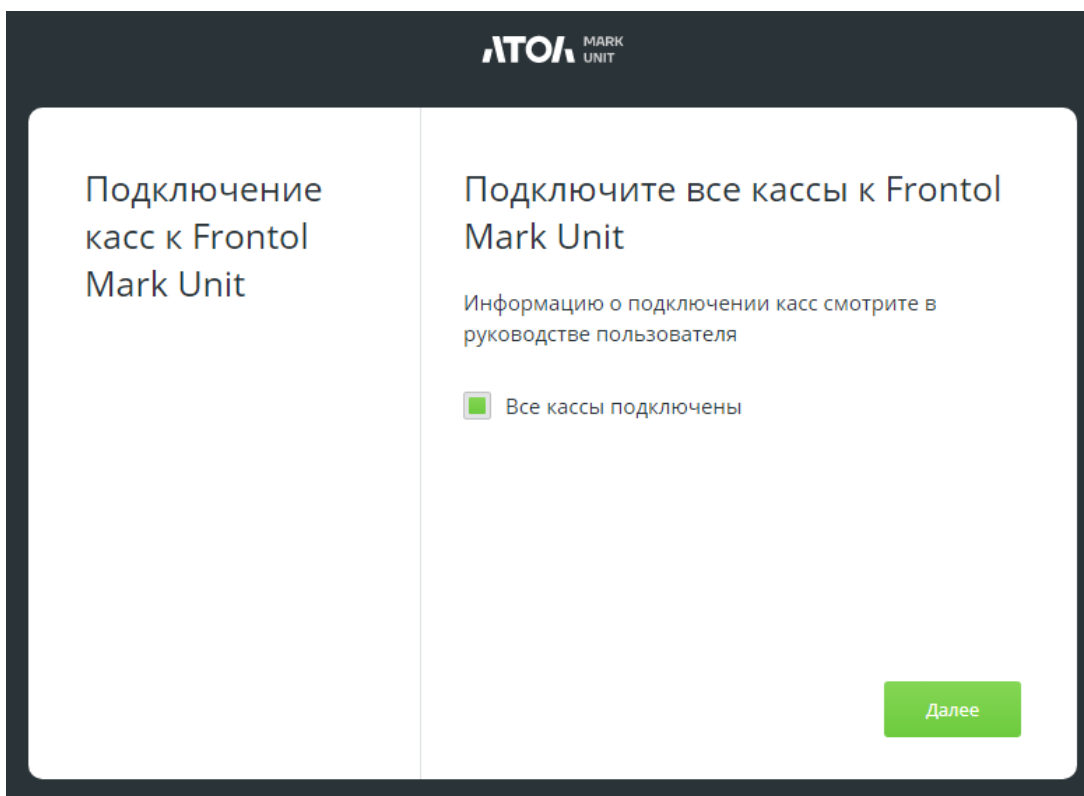 АТОЛ MARK
UNIT
Подключение
касс к Frontol
Mark Unit
Подключите все кассы к Frontol
Mark Unit
Информацию о подключении касс смотрите в
руководстве пользователя
Все кассы подключены
Далее